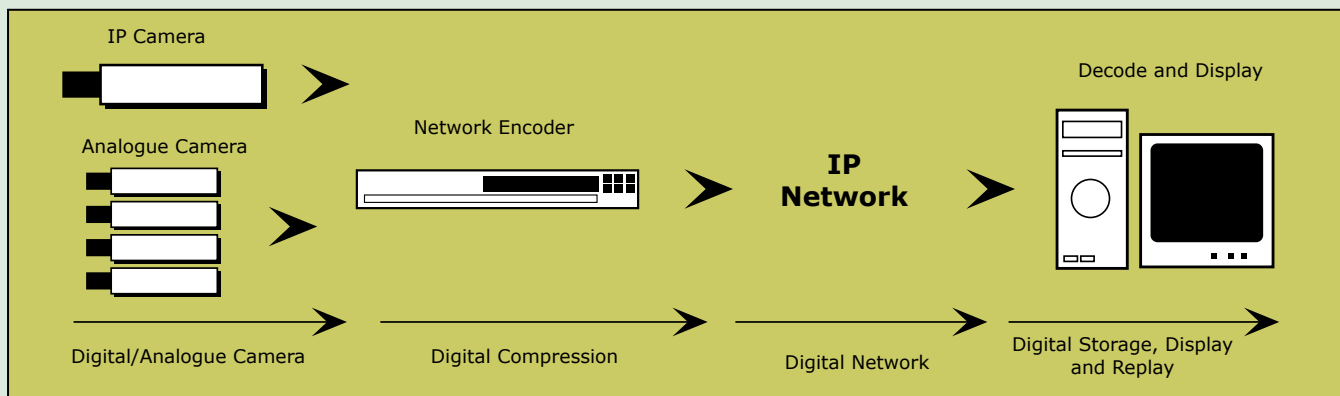 IP Camera
Decode and Display
Network Encoder
Analogue Camera
IP
Network
Digital/Analogue Camera
Digital Compression
Digital Network
Digital Storage, Display
and Replay